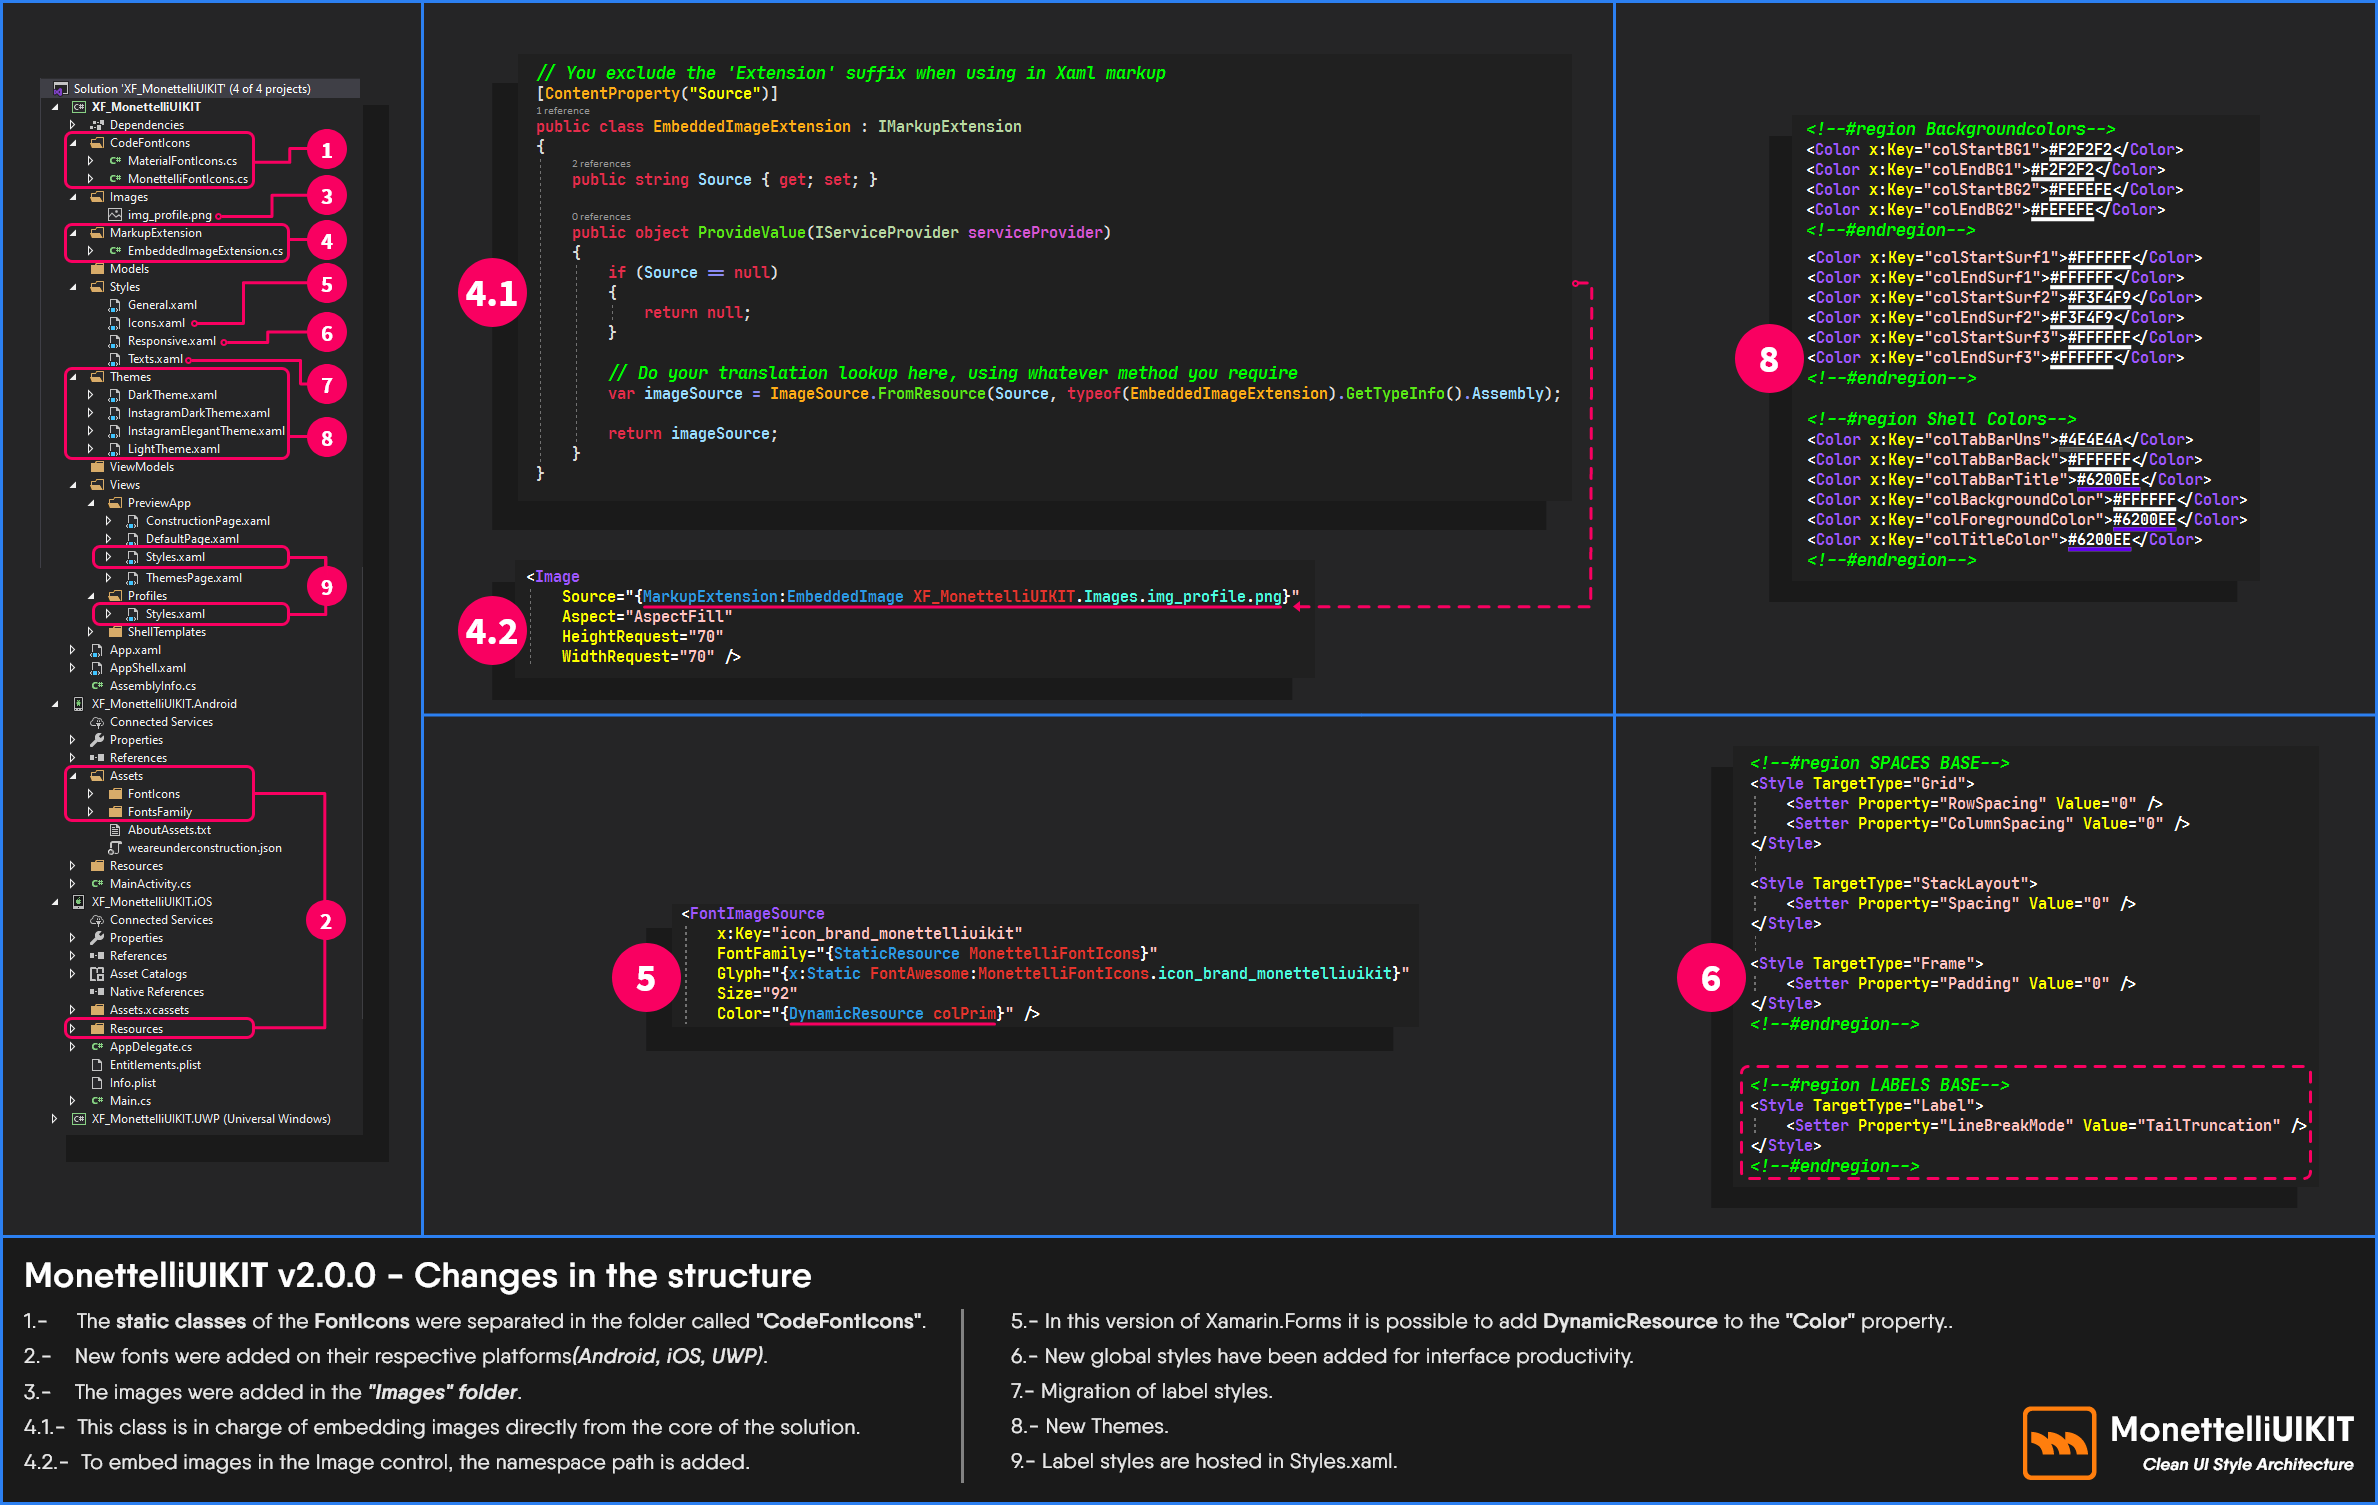 Solution 'XF_MonettelliUIKIT' (4 of 4 projects)
XF_MonettelliUIKIT
Dependencies
CodeFontIcons
MaterialFontIcons.cs
MonettelliFontIcons.cs
1
Images
img_profile.png
3
MarkupExtension
EmbeddedImageExtension.cs
4
Models
Styles
General.xaml
Icons.xaml
5
Responsive.xaml
6
Texts.xaml
7
Themes
DarkTheme.xaml
InstagramDarkTheme.xaml
InstagramElegantTheme.xaml
LightTheme.xaml
8
ViewModels
Views
PreviewApp
ConstructionPage.xaml
DefaultPage.xaml
Styles.xaml
ThemesPage.xaml
9
Profiles
Styles.xaml
ShellTemplates
App.xaml
AppShell.xaml
AssemblyInfo.cs
XF_MonettelliUIKIT.Android
Connected Services
Properties
References
Assets
FontIcons
FontsFamily
AboutAssets.txt
weareunderconstruction.json
Resources
MainActivity.cs
XF_MonettelliUIKIT.iOS
Connected Services
2
Properties
References
Asset Catalogs
Native References
Assets.xcassets
Resources
AppDelegate.cs
Entitlements.plist
Info.plist
Main.cs
XF_MonettelliUIKIT.UWP (Universal Windows)
4.1
// You exclude the 'Extension' suffix when using in Xaml markup
[ContentProperty("Source")]
1 reference
public class EmbeddedImageExtension : IMarkupExtension
{
2 references
public string Source { get; set; }
0 references
public object ProvideValue(IServiceProvider serviceProvider)
{
if (Source == null)
{
return null;
}
// Do your translation lookup here, using whatever method you require
var imageSource = ImageSource.FromResource(Source, typeof(EmbeddedImageExtension).GetTypeInfo().Assembly);
return imageSource;
}
}
4.2
<Image
Source="{MarkupExtension:EmbeddedImage XF_MonettelliUIKIT.Images.img_profile.png}"
Aspect="AspectFill"
HeightRequest="70"
WidthRequest="70" />
8
<!--#region Backgroundcolors-->
<Color x:Key="colStartBG1">#F2F2F2</Color>
<Color x:Key="colEndBG1">#F2F2F2</Color>
<Color x:Key="colStartBG2">#FEFEFE</Color>
<Color x:Key="colEndBG2">#FEFEFE</Color>
<!--#endregion-->
<Color x:Key="colStartSurf1">#FFFFFF</Color>
<Color x:Key="colEndSurf1">#FFFFFF</Color>
<Color x:Key="colStartSurf2">#F3F4F9</Color>
<Color x:Key="colEndSurf2">#F3F4F9</Color>
<Color x:Key="colStartSurf3">#FFFFFF</Color>
<Color x:Key="colEndSurf3">#FFFFFF</Color>
<!--#endregion-->
<!--#region Shell Colors-->
<Color x:Key="colTabBarUns">#4E4E4A</Color>
<Color x:Key="colTabBarBack">#FFFFFF</Color>
<Color x:Key="colTabBarTitle">#6200EE</Color>
<Color x:Key="colBackgroundColor">#FFFFFF</Color>
<Color x:Key="colForegroundColor">#6200EE</Color>
<Color x:Key="colTitleColor">#6200EE</Color>
<!--#endregion-->
5
<FontImageSource
x:Key="icon_brand_monettelliuikit"
FontFamily="{StaticResource MonettelliFontIcons}"
Glyph="{x:Static FontAwesome:MonettelliFontIcons.icon_brand_monettelliuikit}"
Size="92"
Color="{DynamicResource colPrim}" />
6
<!--#region SPACES BASE-->
<Style TargetType="Grid">
<Setter Property="RowSpacing" Value="0" />
<Setter Property="ColumnSpacing" Value="0" />
</Style>
<Style TargetType="StackLayout">
<Setter Property="Spacing" Value="0" />
</Style>
<Style TargetType="Frame">
<Setter Property="Padding" Value="0" />
</Style>
<!--#endregion-->
<!--#region LABELS BASE-->
<Style TargetType="Label">
<Setter Property="LineBreakMode" Value="TailTruncation" />
</Style>
<!--#endregion-->
MonettelliUIKIT v2.0.0 - Changes in the structure
1.- The static classes of the FontIcons were separated in the folder called "CodeFontIcons".
2.- New fonts were added on their respective platforms(Android, iOS, UWP).
3.- The images were added in the "Images" folder.
4.1.- This class is in charge of embedding images directly from the core of the solution.
4.2.- To embed images in the Image control, the namespace path is added.
5.- In this version of Xamarin.Forms it is possible to add DynamicResource to the "Color" property..
6.- New global styles have been added for interface productivity.
7.- Migration of label styles.
8.- New Themes.
9.- Label styles are hosted in Styles.xaml.
MonettelliUIKIT
Clean UI Style Architecture